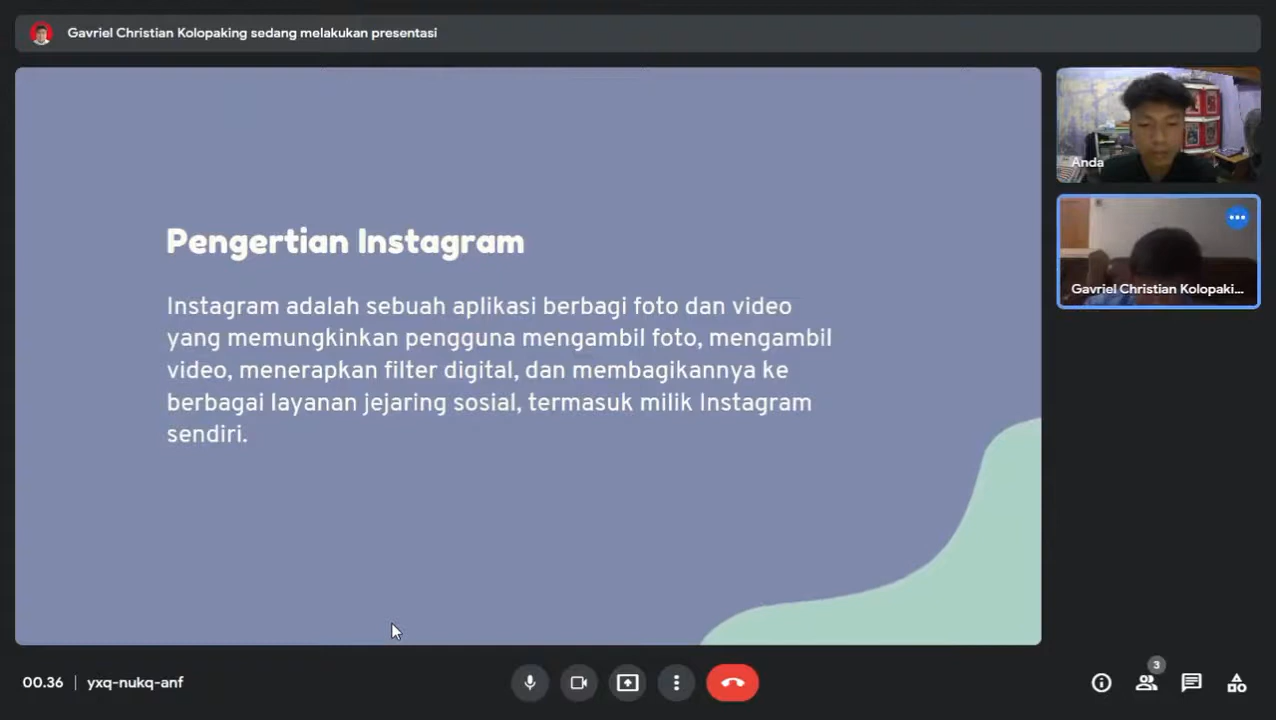 Gavriel Christian Kolopaking sedang melakukan presentasi
Pengertian Instagram
Instagram adalah sebuah aplikasi berbagi foto dan video
yang memungkinkan pengguna mengambil foto, mengambil
video, menerapkan filter digital, dan membagikannya ke
berbagai layanan jejaring sosial, termasuk milik Instagram
sendiri.
Anda
Gavriel Christian Kolopaki...
00.36 | yxq-nukq-anf
3